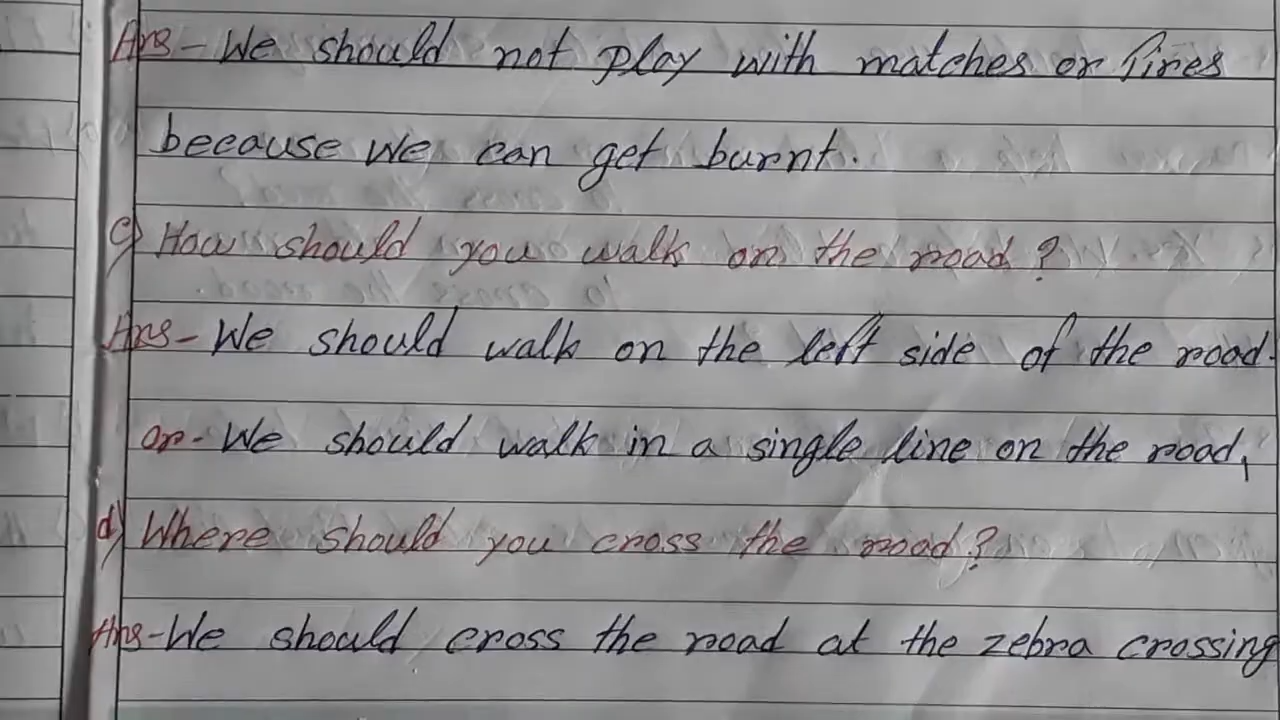 Ans- We should not play with matches or fires
because we can get burnt.
c) How should you walk on the road?
Ans- We should walk on the left side of the road.
or- We should walk in a single line on the road,
d) Where should you cross the road?
Ans- We should cross the road at the zebra crossing